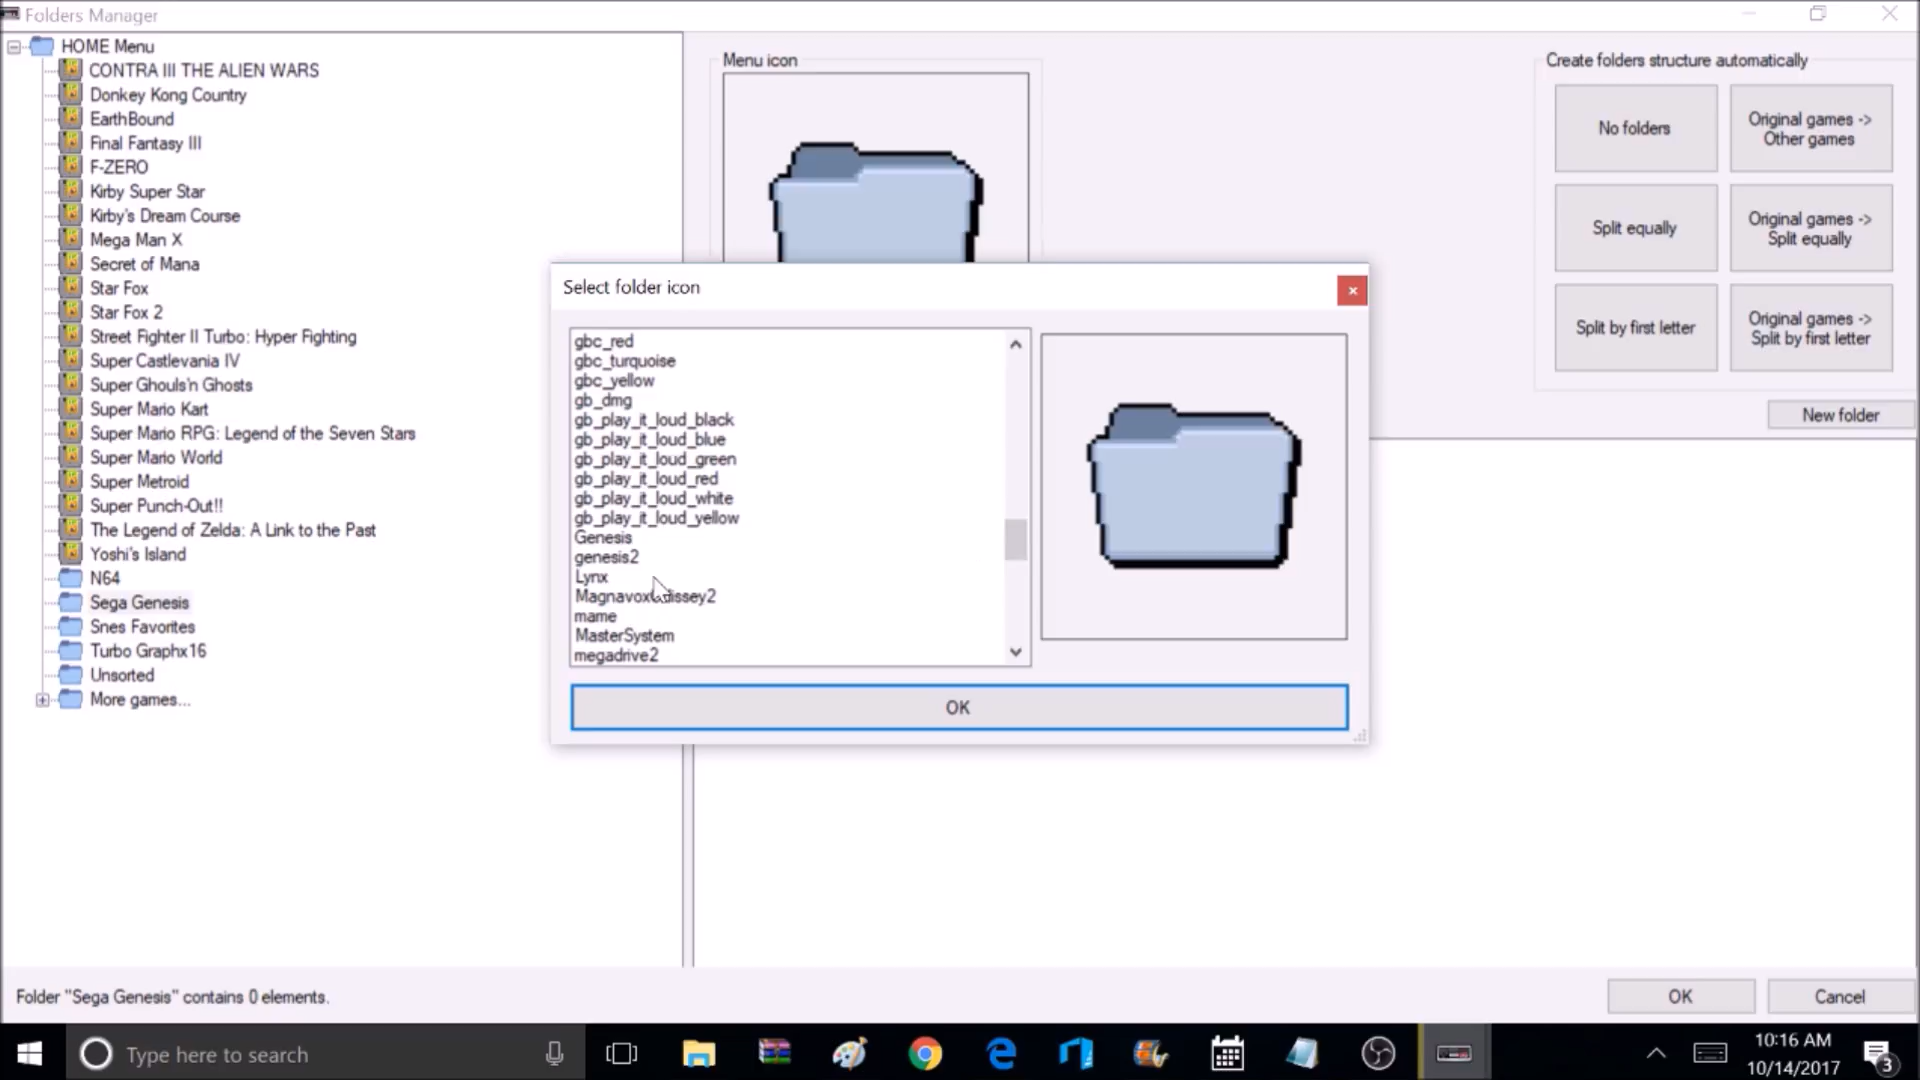 Folders Manager
HOME Menu
CONTRA III THE ALIEN WARS
Donkey Kong Country
EarthBound
Final Fantasy III
F-ZERO
Kirby Super Star
Kirby's Dream Course
Mega Man X
Secret of Mana
Star Fox
Star Fox 2
Street Fighter II Turbo: Hyper Fighting
Super Castlevania IV
Super Ghouls'n Ghosts
Super Mario Kart
Super Mario RPG: Legend of the Seven Stars
Super Mario World
Super Metroid
Super Punch-Out!!
The Legend of Zelda: A Link to the Past
Yoshi's Island
N64
Sega Genesis
Snes Favorites
Turbo Graphx16
Unsorted
More games...
Menu icon
Create folders structure automatically
No folders
Original games ->
Other games
Split equally
Original games ->
Split equally
Split by first letter
Original games ->
Split by first letter
New folder
Select folder icon
gbc_red
gbc_turquoise
gbc_yellow
gb_dmg
gb_play_it_loud_black
gb_play_it_loud_blue
gb_play_it_loud_green
gb_play_it_loud_red
gb_play_it_loud_white
gb_play_it_loud_yellow
Genesis
genesis2
Lynx
mame
MasterSystem
megadrive2
OK
Folder "Sega Genesis" contains 0 elements.
OK
Cancel
Type here to search
10:16 AM
10/14/2017
3